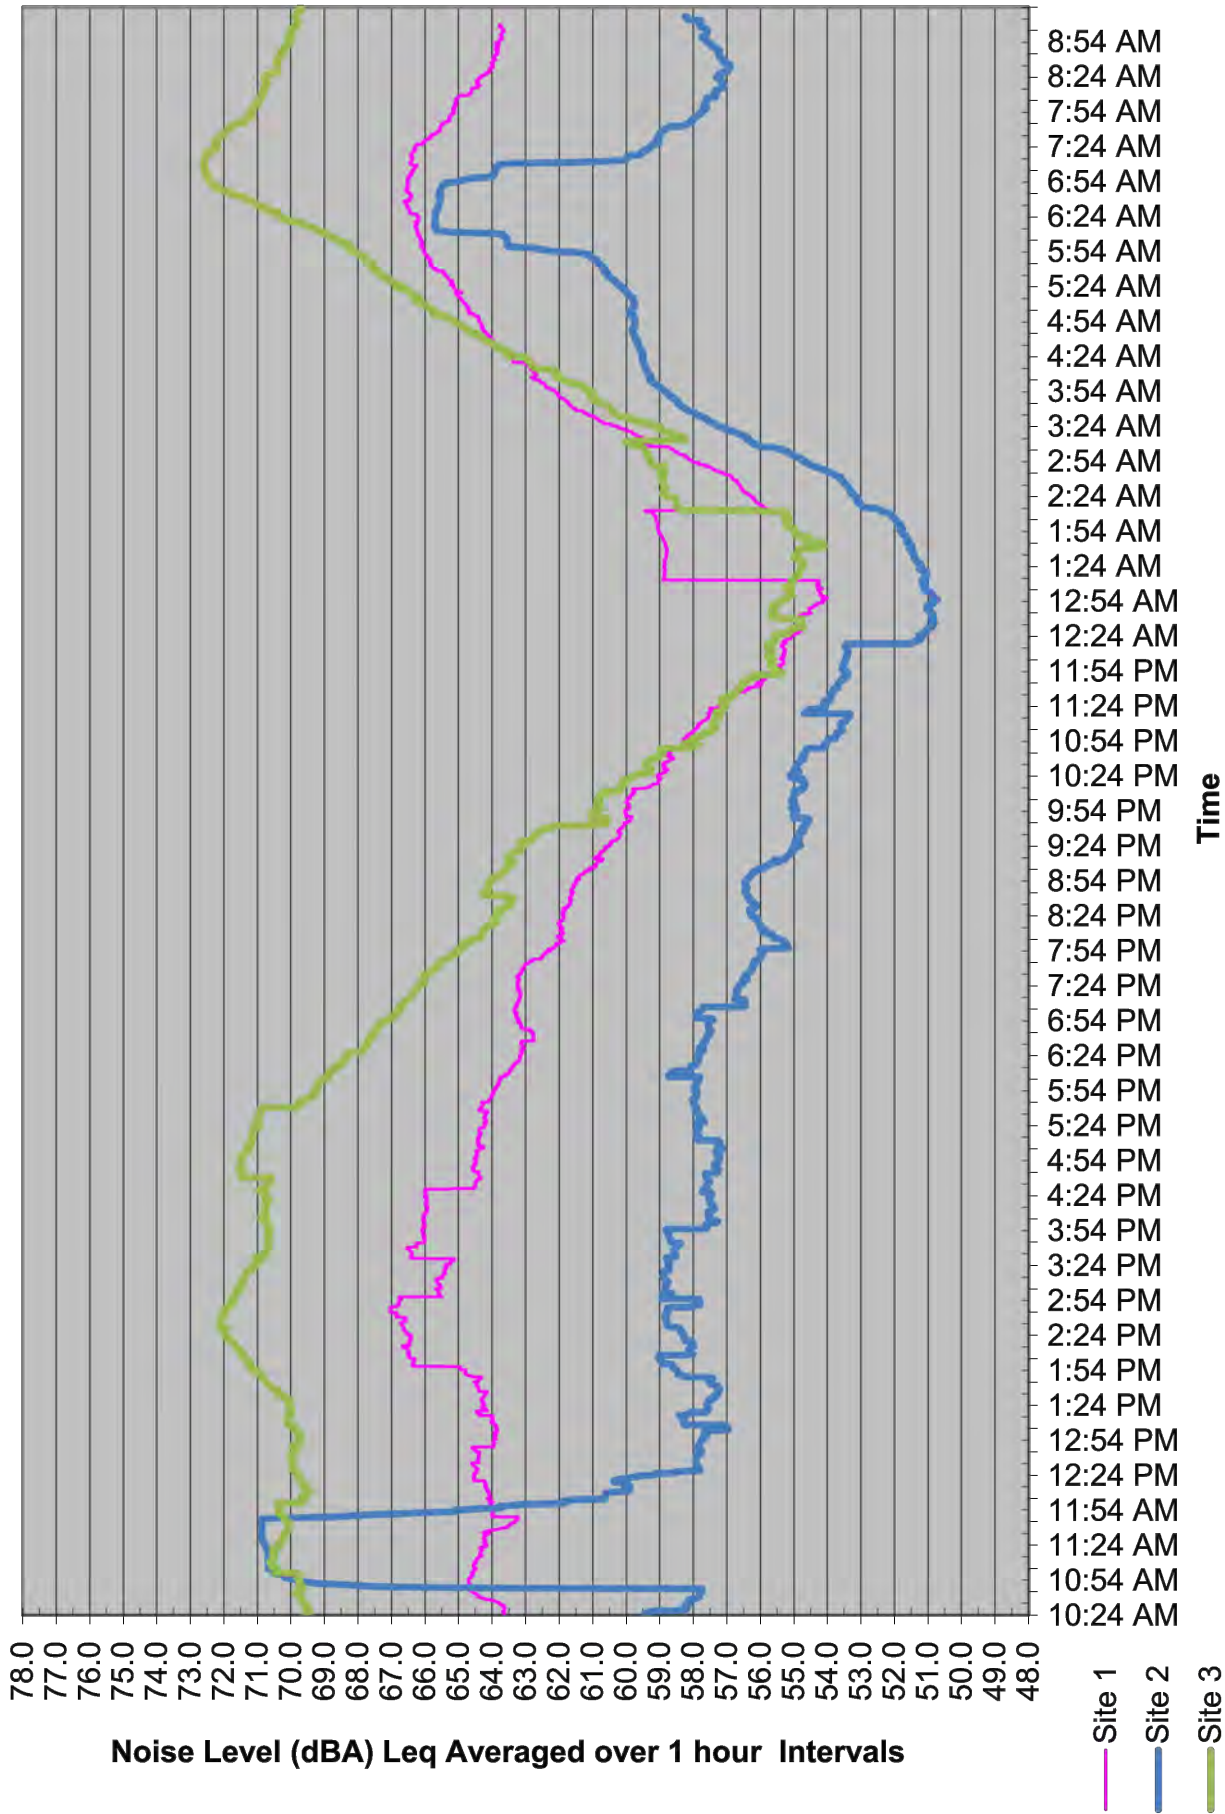 78.0
77.0
76.0
75.0
74.0
73.0
72.0
71.0
70.0
69.0
68.0
67.0
66.0
65.0
64.0
63.0
62.0
61.0
60.0
59.0
58.0
57.0
56.0
55.0
54.0
53.0
52.0
51.0
50.0
49.0
48.0
Noise Level (dBA) Leq Averaged over 1 hour Intervals
8:54 AM
8:24 AM
7:54 AM
7:24 AM
6:54 AM
6:24 AM
5:54 AM
5:24 AM
4:54 AM
4:24 AM
3:54 AM
3:24 AM
2:54 AM
2:24 AM
1:54 AM
1:24 AM
12:54 AM
12:24 AM
11:54 PM
11:24 PM
10:54 PM
10:24 PM
9:54 PM
9:24 PM
8:54 PM
8:24 PM
7:54 PM
7:24 PM
6:54 PM
6:24 PM
5:54 PM
5:24 PM
4:54 PM
4:24 PM
3:54 PM
3:24 PM
2:54 PM
2:24 PM
1:54 PM
1:24 PM
12:54 PM
12:24 PM
11:54 AM
11:24 AM
10:54 AM
10:24 AM
Time
Site 1
Site 2
Site 3